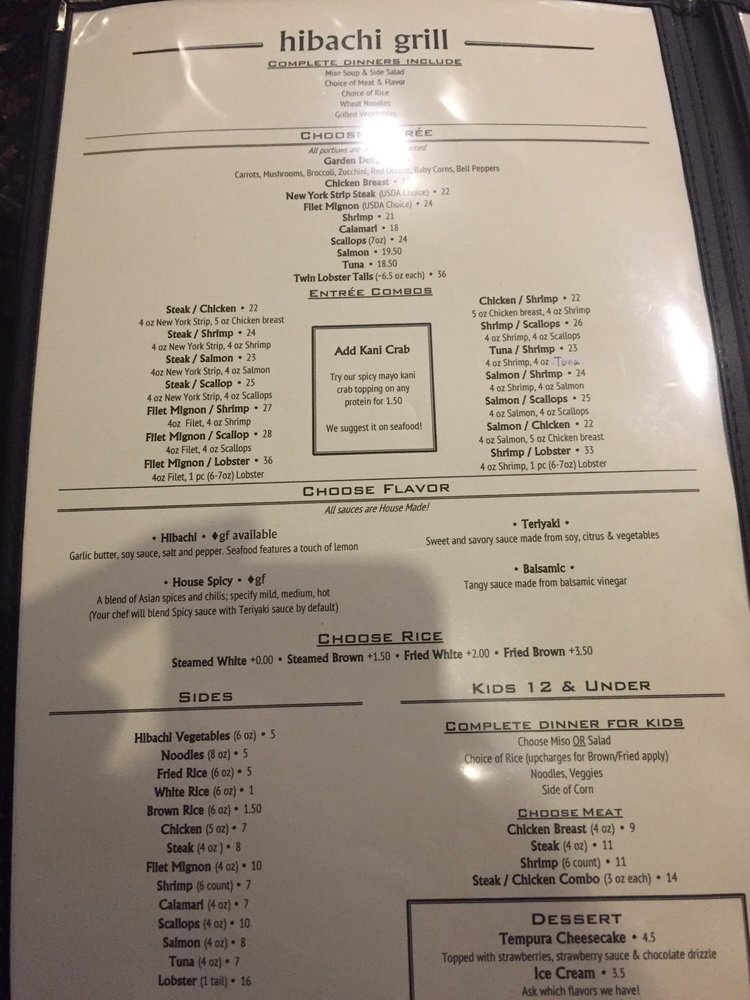 hibachi grill
COMPLETE DINNERS INCLUDE
Miso Soup & Side Salad
Choice of Meat & Flavor
Choice of Rice
Wheat Noodles
Grilled Vegetables
CHOOSE ENTRÉE
All portions are
Garden
Carrots, Mushrooms, Broccoli, Zucchini, Red Onions, Baby Corns, Bell Peppers
Chicken Breast •
New York Strip Steak (USDA Choice) • 22
Filet Mignon (USDA Choice) • 24
Shrimp • 21
Calamari • 18
Scallops (7oz) • 24
Salmon • 19.50
Tuna • 18.50
Twin Lobster Tails (~6.5 oz each) • 36
ENTRÉE COMBOS
Steak / Chicken • 22
4 oz New York Strip, 5 oz Chicken breast
Steak / Shrimp • 24
4 oz New York Strip, 4 oz Shrimp
Steak / Salmon • 23
4oz New York Strip, 4 oz Salmon
Steak / Scallop • 25
4 oz New York Strip, 4 oz Scallops
Filet Mignon / Shrimp • 27
4oz Filet, 4 oz Shrimp
Filet Mignon / Scallop • 28
4oz Filet, 4 oz Scallops
Filet Mignon / Lobster • 36
4oz Filet, 1 pc (6-7oz) Lobster
Add Kani Crab
Try our spicy mayo kani
crab topping on any
protein for 1.50
We suggest it on seafood!
Chicken / Shrimp • 22
5 oz Chicken breast, 4 oz Shrimp
Shrimp / Scallops • 26
4 oz Shrimp, 4 oz Scallops
Tuna / Shrimp • 23
4 oz Shrimp, 4 oz Tuna
Salmon / Shrimp • 24
4 oz Shrimp, 4 oz Salmon
Salmon / Scallops • 25
4 oz Salmon, 4 oz Scallops
Salmon / Chicken • 22
4 oz Salmon, 5 oz Chicken breast
Shrimp / Lobster • 33
4 oz Shrimp, 1 pc (6-7oz) Lobster
CHOOSE FLAVOR
All sauces are House Made!
• Hibachi • ♦gf available
Garlic butter, soy sauce, salt and pepper. Seafood features a touch of lemon
• House Spicy • ♦gf
A blend of Asian spices and chilis; specify mild, medium, hot
(Your chef will blend Spicy sauce with Teriyaki sauce by default)
• Teriyaki •
Sweet and savory sauce made from soy, citrus & vegetables
• Balsamic •
Tangy sauce made from balsamic vinegar
CHOOSE RICE
Steamed White +0.00 • Steamed Brown +1.50 • Fried White +2.00 • Fried Brown +3.50
SIDES
Hibachi Vegetables (6 oz) • 5
Noodles (8 oz) • 5
Fried Rice (6 oz) • 5
White Rice (6 oz) • 1
Brown Rice (6 oz) • 1.50
Chicken (5 oz) • 7
Steak (4 oz ) • 8
Filet Mignon (4 oz) • 10
Shrimp (6 count) • 7
Calamari (4 oz) • 7
Scallops (4 oz) • 10
Salmon (4 oz) • 8
Tuna (4 oz) • 7
Lobster (1 tail) • 16
KIDS 12 & UNDER
COMPLETE DINNER FOR KIDS
Choose Miso OR Salad
Choice of Rice (upcharges for Brown/Fried apply)
Noodles, Veggies
Side of Corn
CHOOSE MEAT
Chicken Breast (4 oz) • 9
Steak (4 oz) • 11
Shrimp (6 count) • 11
Steak / Chicken Combo (3 oz each) • 14
DESSERT
Tempura Cheesecake • 4.5
Topped with strawberries, strawberry sauce & chocolate drizzle
Ice Cream • 3.5
Ask which flavors we have!